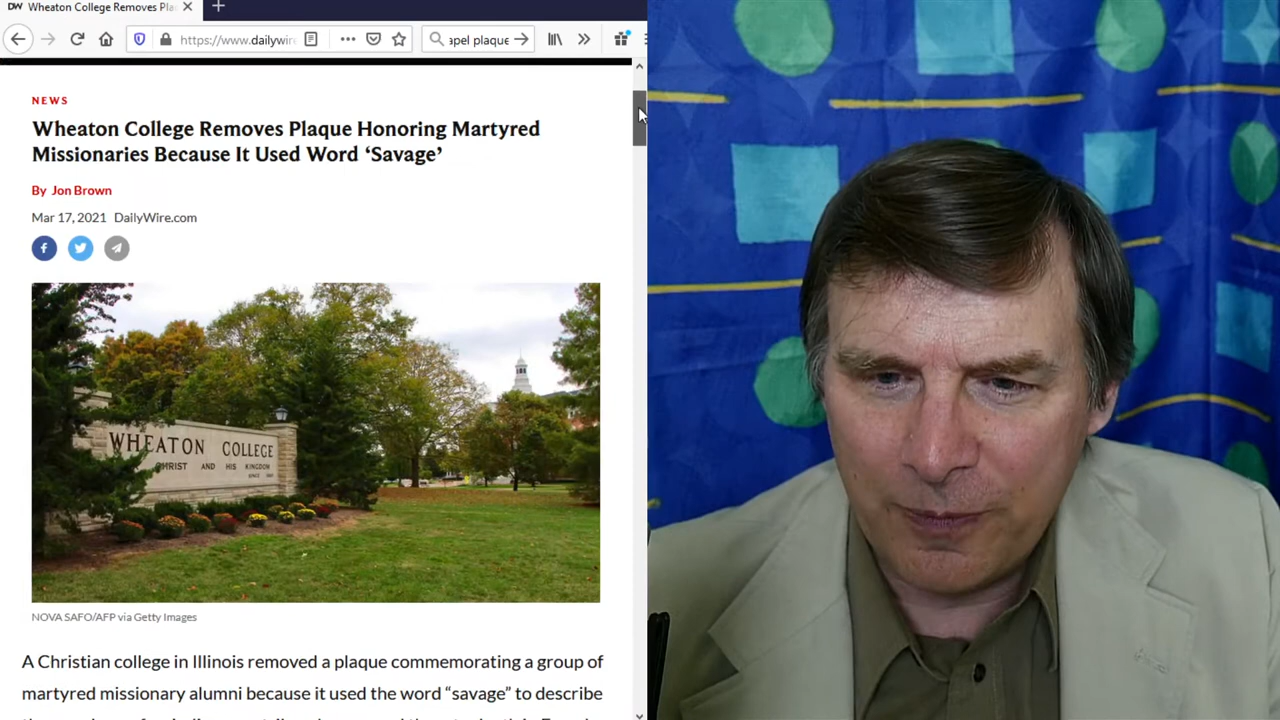 DW Wheaton College Removes Pla
https://www.dailywir
apel plaque
NEWS
Wheaton College Removes Plaque Honoring Martyred
Missionaries Because It Used Word ‘Savage’
By Jon Brown
Mar 17, 2021 DailyWire.com
WHEATON COLLEGE
CHRIST AND HIS KINGDOM
NOVA SAFO/AFP via Getty Images
A Christian college in Illinois removed a plaque commemorating a group of
martyred missionary alumni because it used the word “savage” to describe